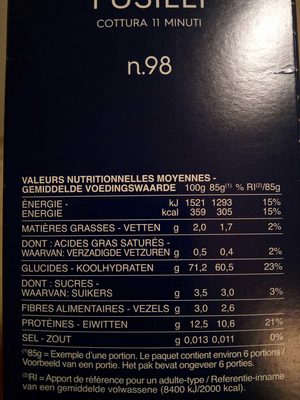 FUSILLI
COTTURA 11 MINUTI
n.98
VALEURS NUTRITIONNELLES MOYENNES -
GEMIDDELDE VOEDINGSWAARDE 100g 85g(1) % RI(2)/85g
ÉNERGIE - kJ 1521 1293 15%
ENERGIE kcal 359 305 15%
MATIÈRES GRASSES - VETTEN g 2,0 1,7 2%
DONT : ACIDES GRAS SATURÉS -
WAARVAN: VERZADIGDE VETZUREN g 0,5 0,4 2%
GLUCIDES - KOOLHYDRATEN g 71,2 60,5 23%
DONT : SUCRES -
WAARVAN: SUIKERS g 3,5 3,0 3%
FIBRES ALIMENTAIRES - VEZELS g 3,0 2,6
PROTÉINES - EIWITTEN g 12,5 10,6 21%
SEL - ZOUT g 0,013 0,011 0%
(1)85g = Exemple d'une portion. Le paquet contient environ 6 portions /
Voorbeeld van een portie. Het pak bevat ongeveer 6 porties.
(2)RI = Apport de référence pour un adulte-type / Referentie-inname
van een gemiddelde volwassene (8400 kJ/2000 kcal).